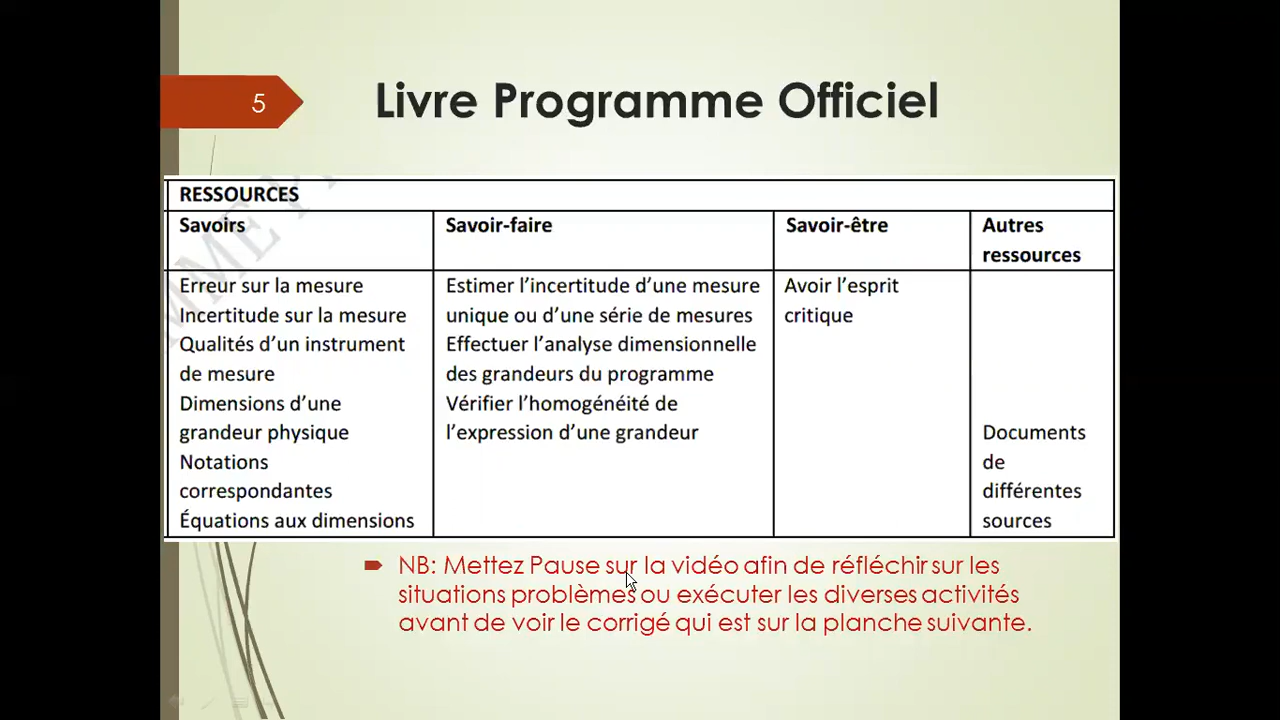 5
Livre Programme Officiel
RESSOURCES
Savoirs
Savoir-faire
Savoir-être
Autres
ressources
Erreur sur la mesure
Incertitude sur la mesure
Qualités d'un instrument
de mesure
Dimensions d'une
grandeur physique
Notations
correspondantes
Équations aux dimensions
Estimer l'incertitude d'une mesure
unique ou d'une série de mesures
Effectuer l'analyse dimensionnelle
des grandeurs du programme
Vérifier l'homogénéité de
l'expression d'une grandeur
Avoir l'esprit
critique
Documents
de
différentes
sources
NB: Mettez Pause sur la vidéo afin de réfléchir sur les
situations problèmes ou exécuter les diverses activités
avant de voir le corrigé qui est sur la planche suivante.